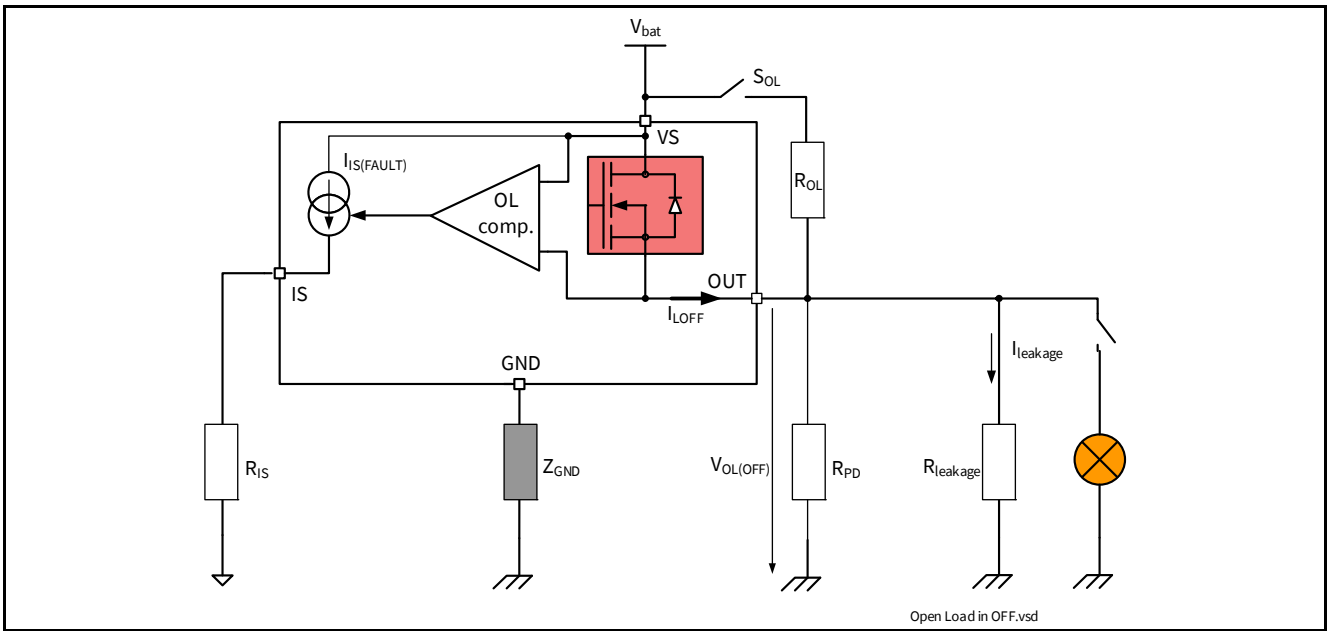 Vbat
SOL
VS
IIS(FAULT)
ROL
OL
comp.
OUT
IS
ILOFF
Ileakage
GND
RIS
ZGND
VOL(OFF)
RPD
Rleakage
Open Load in OFF.vsd